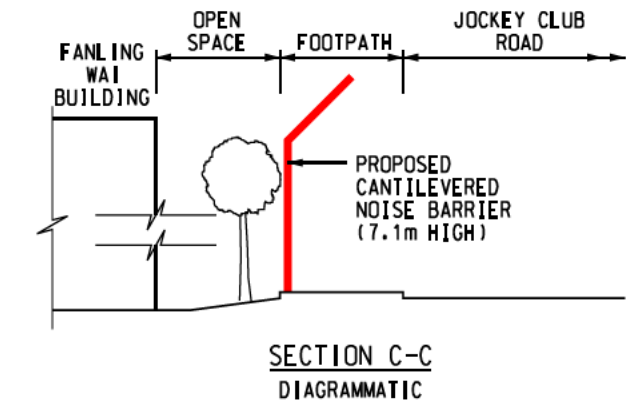 FANLING
WAI
BUILDING
OPEN
SPACE
FOOTPATH
JOCKEY CLUB
ROAD
PROPOSED
CANTILEVERED
NOISE BARRIER
(7.1m HIGH)
SECTION C-C
DIAGRAMMATIC